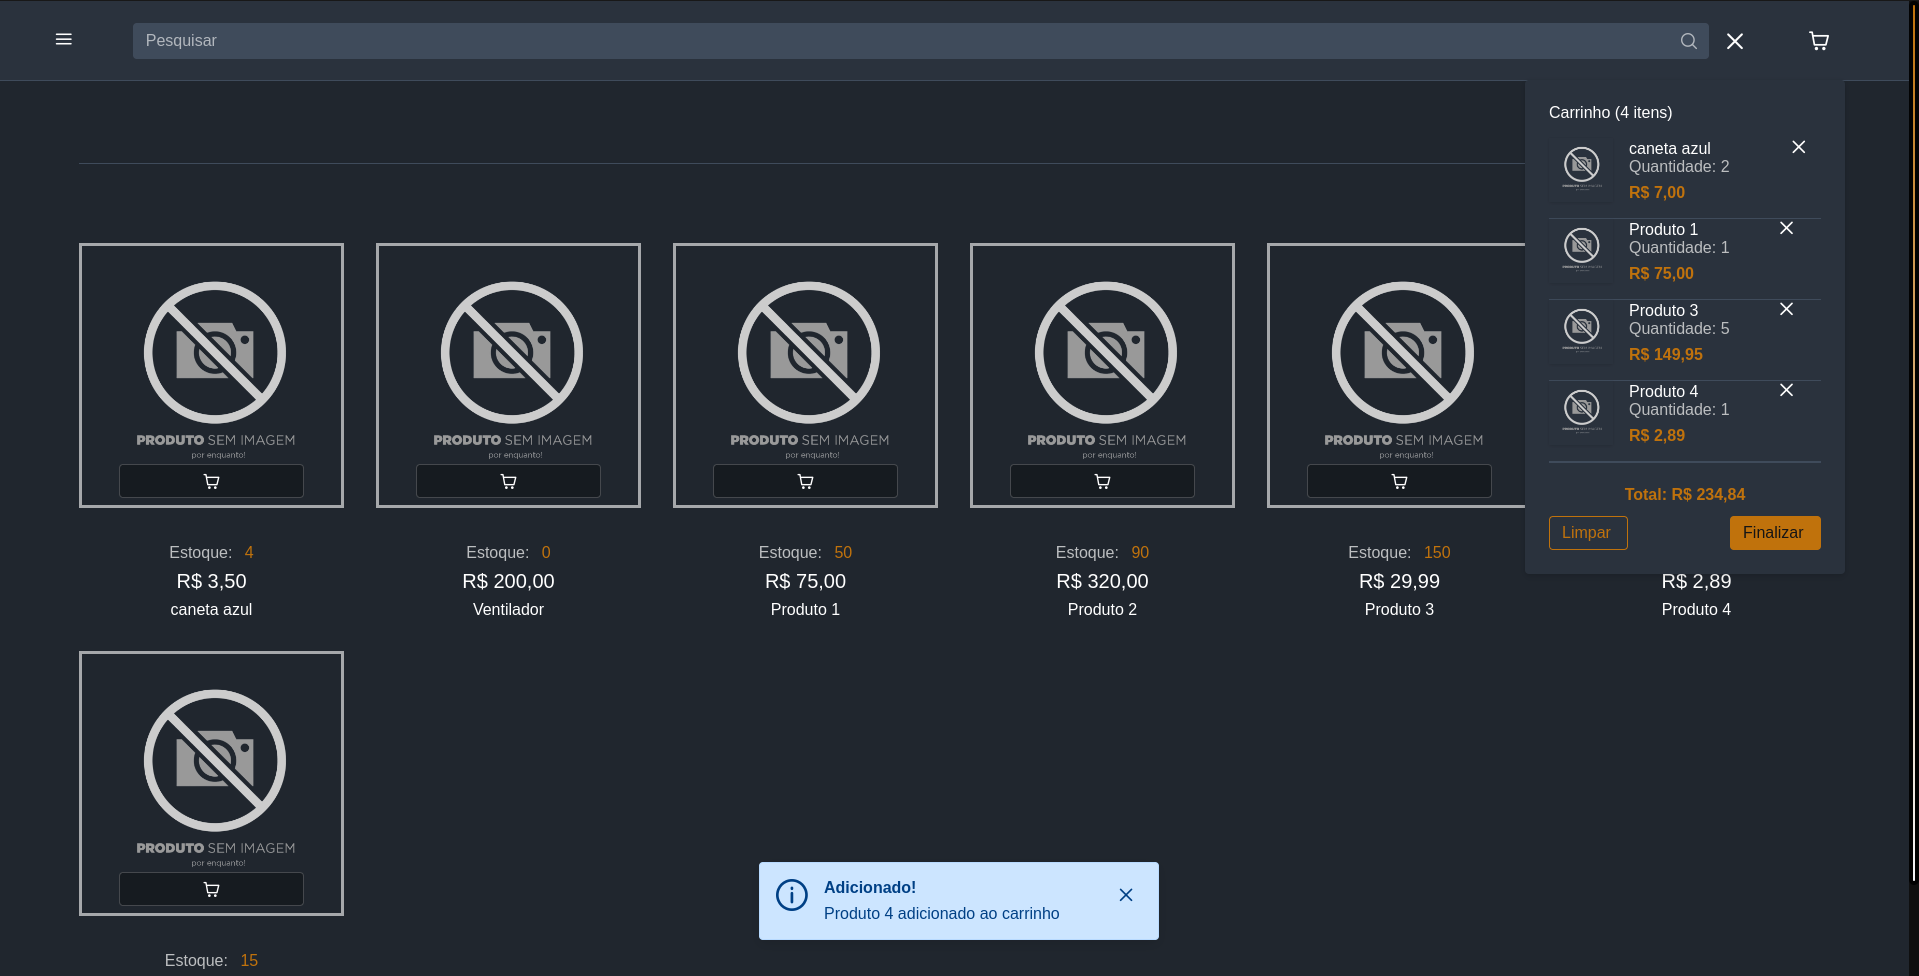 Pesquisar
Carrinho (4 itens)
caneta azul
Quantidade: 2
R$ 7,00
Produto 1
Quantidade: 1
R$ 75,00
Produto 3
Quantidade: 5
R$ 149,95
Produto 4
Quantidade: 1
R$ 2,89
Total: R$ 234,84
Limpar Finalizar
PRODUTO SEM IMAGEM
por enquanto!
Estoque: 4
R$ 3,50
caneta azul
PRODUTO SEM IMAGEM
por enquanto!
Estoque: 0
R$ 200,00
Ventilador
PRODUTO SEM IMAGEM
por enquanto!
Estoque: 50
R$ 75,00
Produto 1
PRODUTO SEM IMAGEM
por enquanto!
Estoque: 90
R$ 320,00
Produto 2
PRODUTO SEM IMAGEM
por enquanto!
Estoque: 150
R$ 29,99
Produto 3
R$ 2,89
Produto 4
PRODUTO SEM IMAGEM
por enquanto!
Estoque: 15
Adicionado!
Produto 4 adicionado ao carrinho